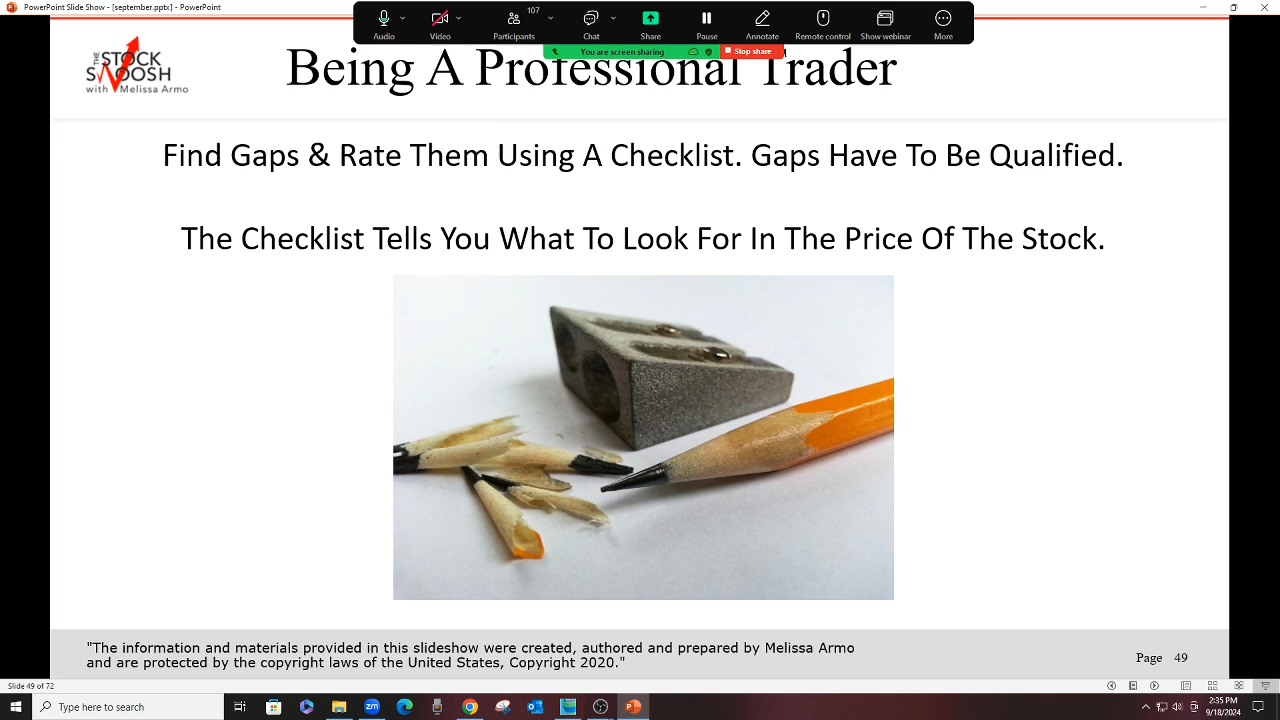 PowerPoint Slide Show - [september.pptx] - PowerPoint
107
Audio
Video
Participants
Chat
Share
Pause
Annotate
Remote control
Show webinar
More
You are screen sharing
Stop share
THE STOCK
SWOOSH
with Melissa Armo
Being A Professional Trader
Find Gaps & Rate Them Using A Checklist. Gaps Have To Be Qualified.
The Checklist Tells You What To Look For In The Price Of The Stock.
"The information and materials provided in this slideshow were created, authored and prepared by Melissa Armo
and are protected by the copyright laws of the United States, Copyright 2020."
Page 49
Slide 49 of 72
Type here to search
2:35 PM
9/18/2024